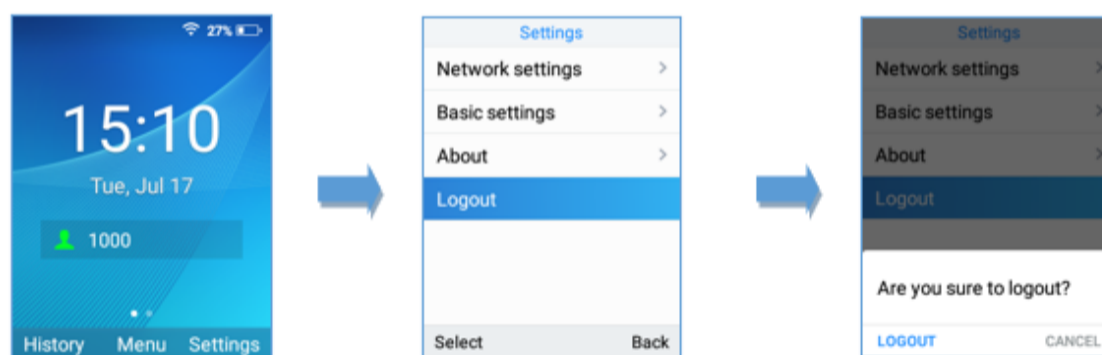 27%
15:10
Tue, Jul 17
1000
History Menu Settings
Settings
Network settings
Basic settings
About
Logout
Select Back
Settings
Network settings
Basic settings
About
Logout
Are you sure to logout?
LOGOUT CANCEL